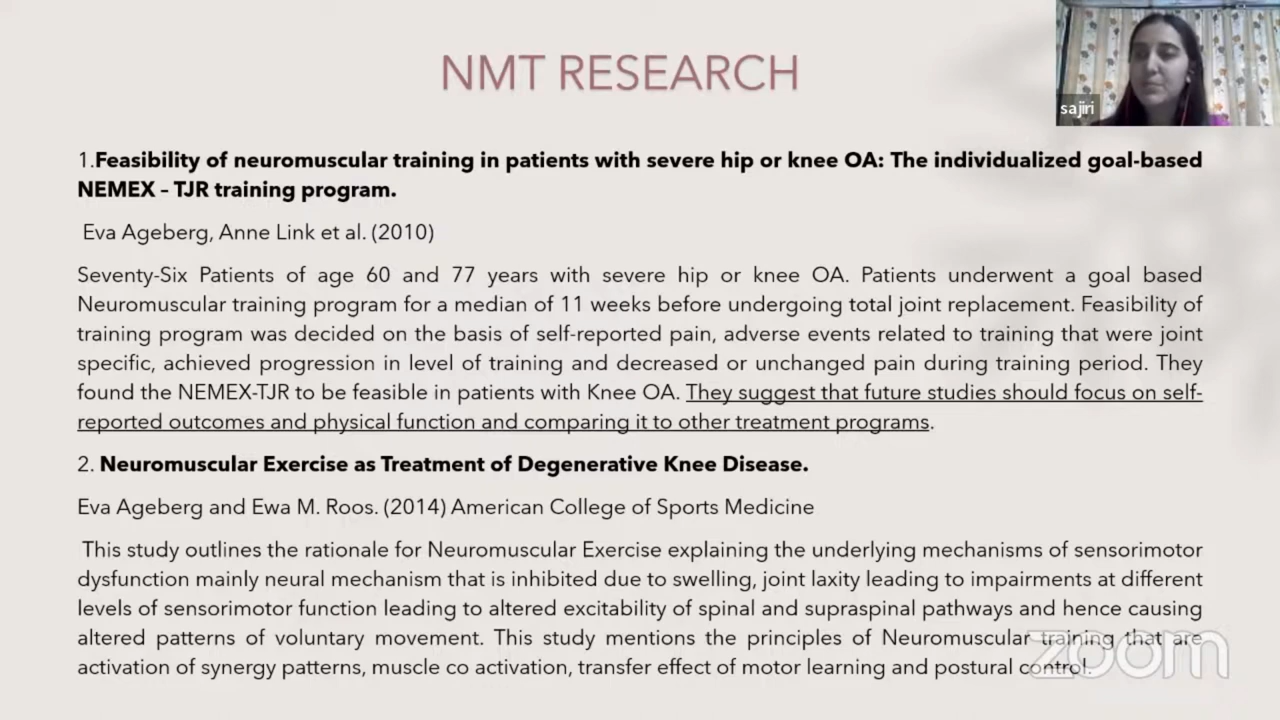 NMT RESEARCH
sajiri
1.Feasibility of neuromuscular training in patients with severe hip or knee OA: The individualized goal-based
NEMEX – TJR training program.
Eva Ageberg, Anne Link et al. (2010)
Seventy-Six Patients of age 60 and 77 years with severe hip or knee OA. Patients underwent a goal based
Neuromuscular training program for a median of 11 weeks before undergoing total joint replacement. Feasibility of
training program was decided on the basis of self-reported pain, adverse events related to training that were joint
specific, achieved progression in level of training and decreased or unchanged pain during training period. They
found the NEMEX-TJR to be feasible in patients with Knee OA. They suggest that future studies should focus on self-
reported outcomes and physical function and comparing it to other treatment programs.
2. Neuromuscular Exercise as Treatment of Degenerative Knee Disease.
Eva Ageberg and Ewa M. Roos. (2014) American College of Sports Medicine
This study outlines the rationale for Neuromuscular Exercise explaining the underlying mechanisms of sensorimotor
dysfunction mainly neural mechanism that is inhibited due to swelling, joint laxity leading to impairments at different
levels of sensorimotor function leading to altered excitability of spinal and supraspinal pathways and hence causing
altered patterns of voluntary movement. This study mentions the principles of Neuromuscular training that are
activation of synergy patterns, muscle co activation, transfer effect of motor learning and postural control.
zoom